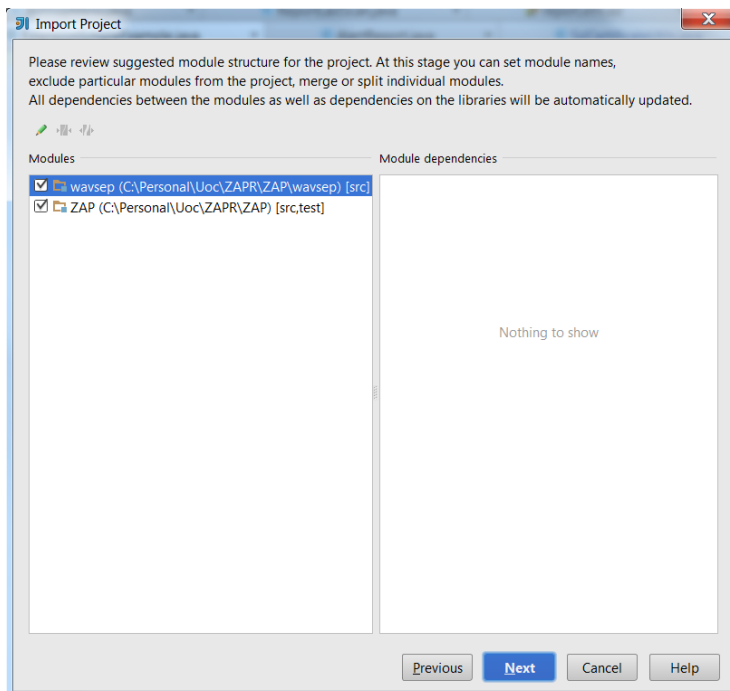 Import Project
Please review suggested module structure for the project. At this stage you can set module names,
exclude particular modules from the project, merge or split individual modules.
All dependencies between the modules as well as dependencies on the libraries will be automatically updated.
Modules
Module dependencies
wavsep (C:\Personal\Uoc\ZAPR\ZAP\wavsep) [src]
ZAP (C:\Personal\Uoc\ZAPR\ZAP) [src,test]
Nothing to show
Previous
Next
Cancel
Help